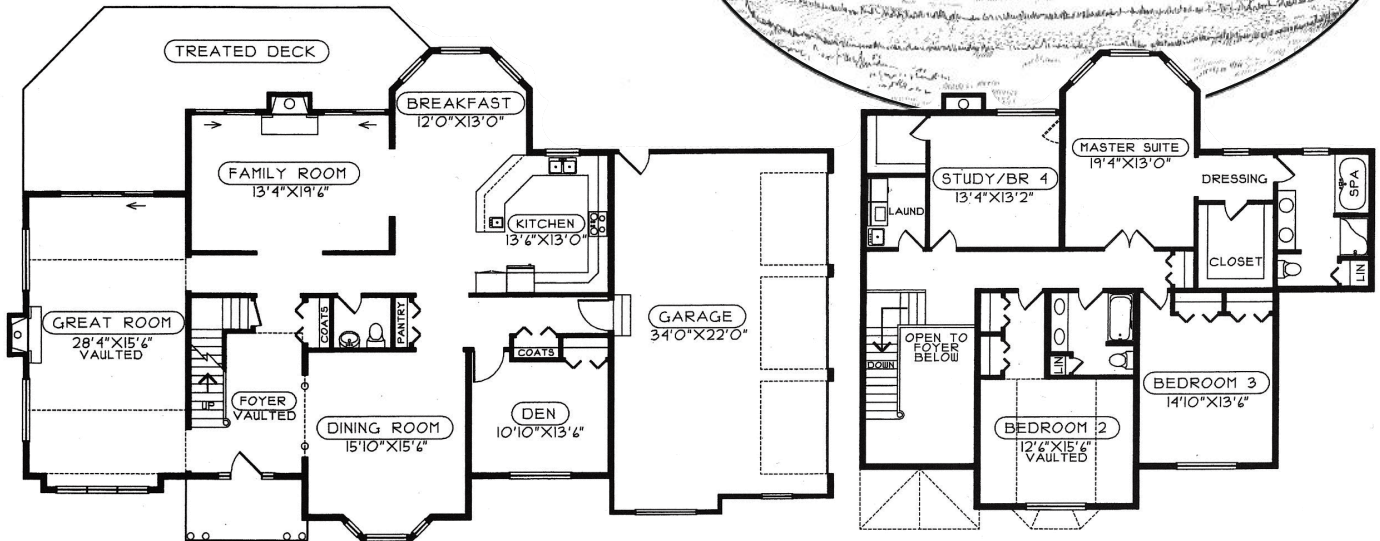 TREATED DECK
BREAKFAST
12'0"X13'0"
FAMILY ROOM
13'4"X19'6"
KITCHEN
13'6"X13'0"
GREAT ROOM
28'4"X15'6"
VAULTED
COATS
PANTRY
GARAGE
34'0"X22'0"
COATS
UP
FOYER
VAULTED
DINING ROOM
15'10"X15'6"
DEN
10'10"X13'6"
MASTER SUITE
19'4"X13'0"
STUDY/BR 4
13'4"X13'2"
DRESSING
SPA
LAUND
CLOSET
LIN
OPEN TO
FOYER
BELOW
DOWN
LIN
BEDROOM 3
14'10"X13'6"
BEDROOM 2
12'6"X15'6"
VAULTED